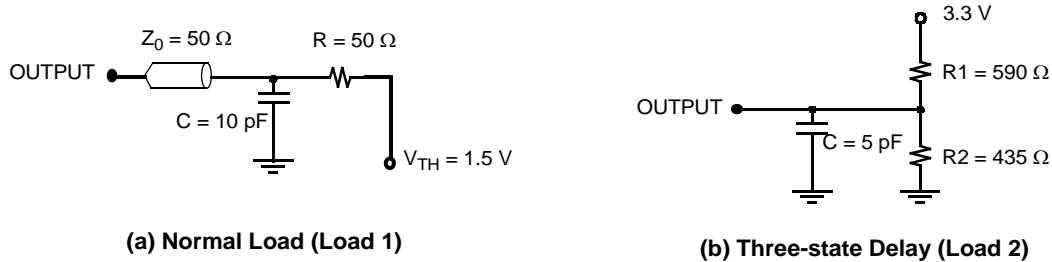 Z0 = 50 Ω
R = 50 Ω
OUTPUT
C = 10 pF
VTH = 1.5 V
(a) Normal Load (Load 1)
3.3 V
R1 = 590 Ω
OUTPUT
C = 5 pF
R2 = 435 Ω
(b) Three-state Delay (Load 2)